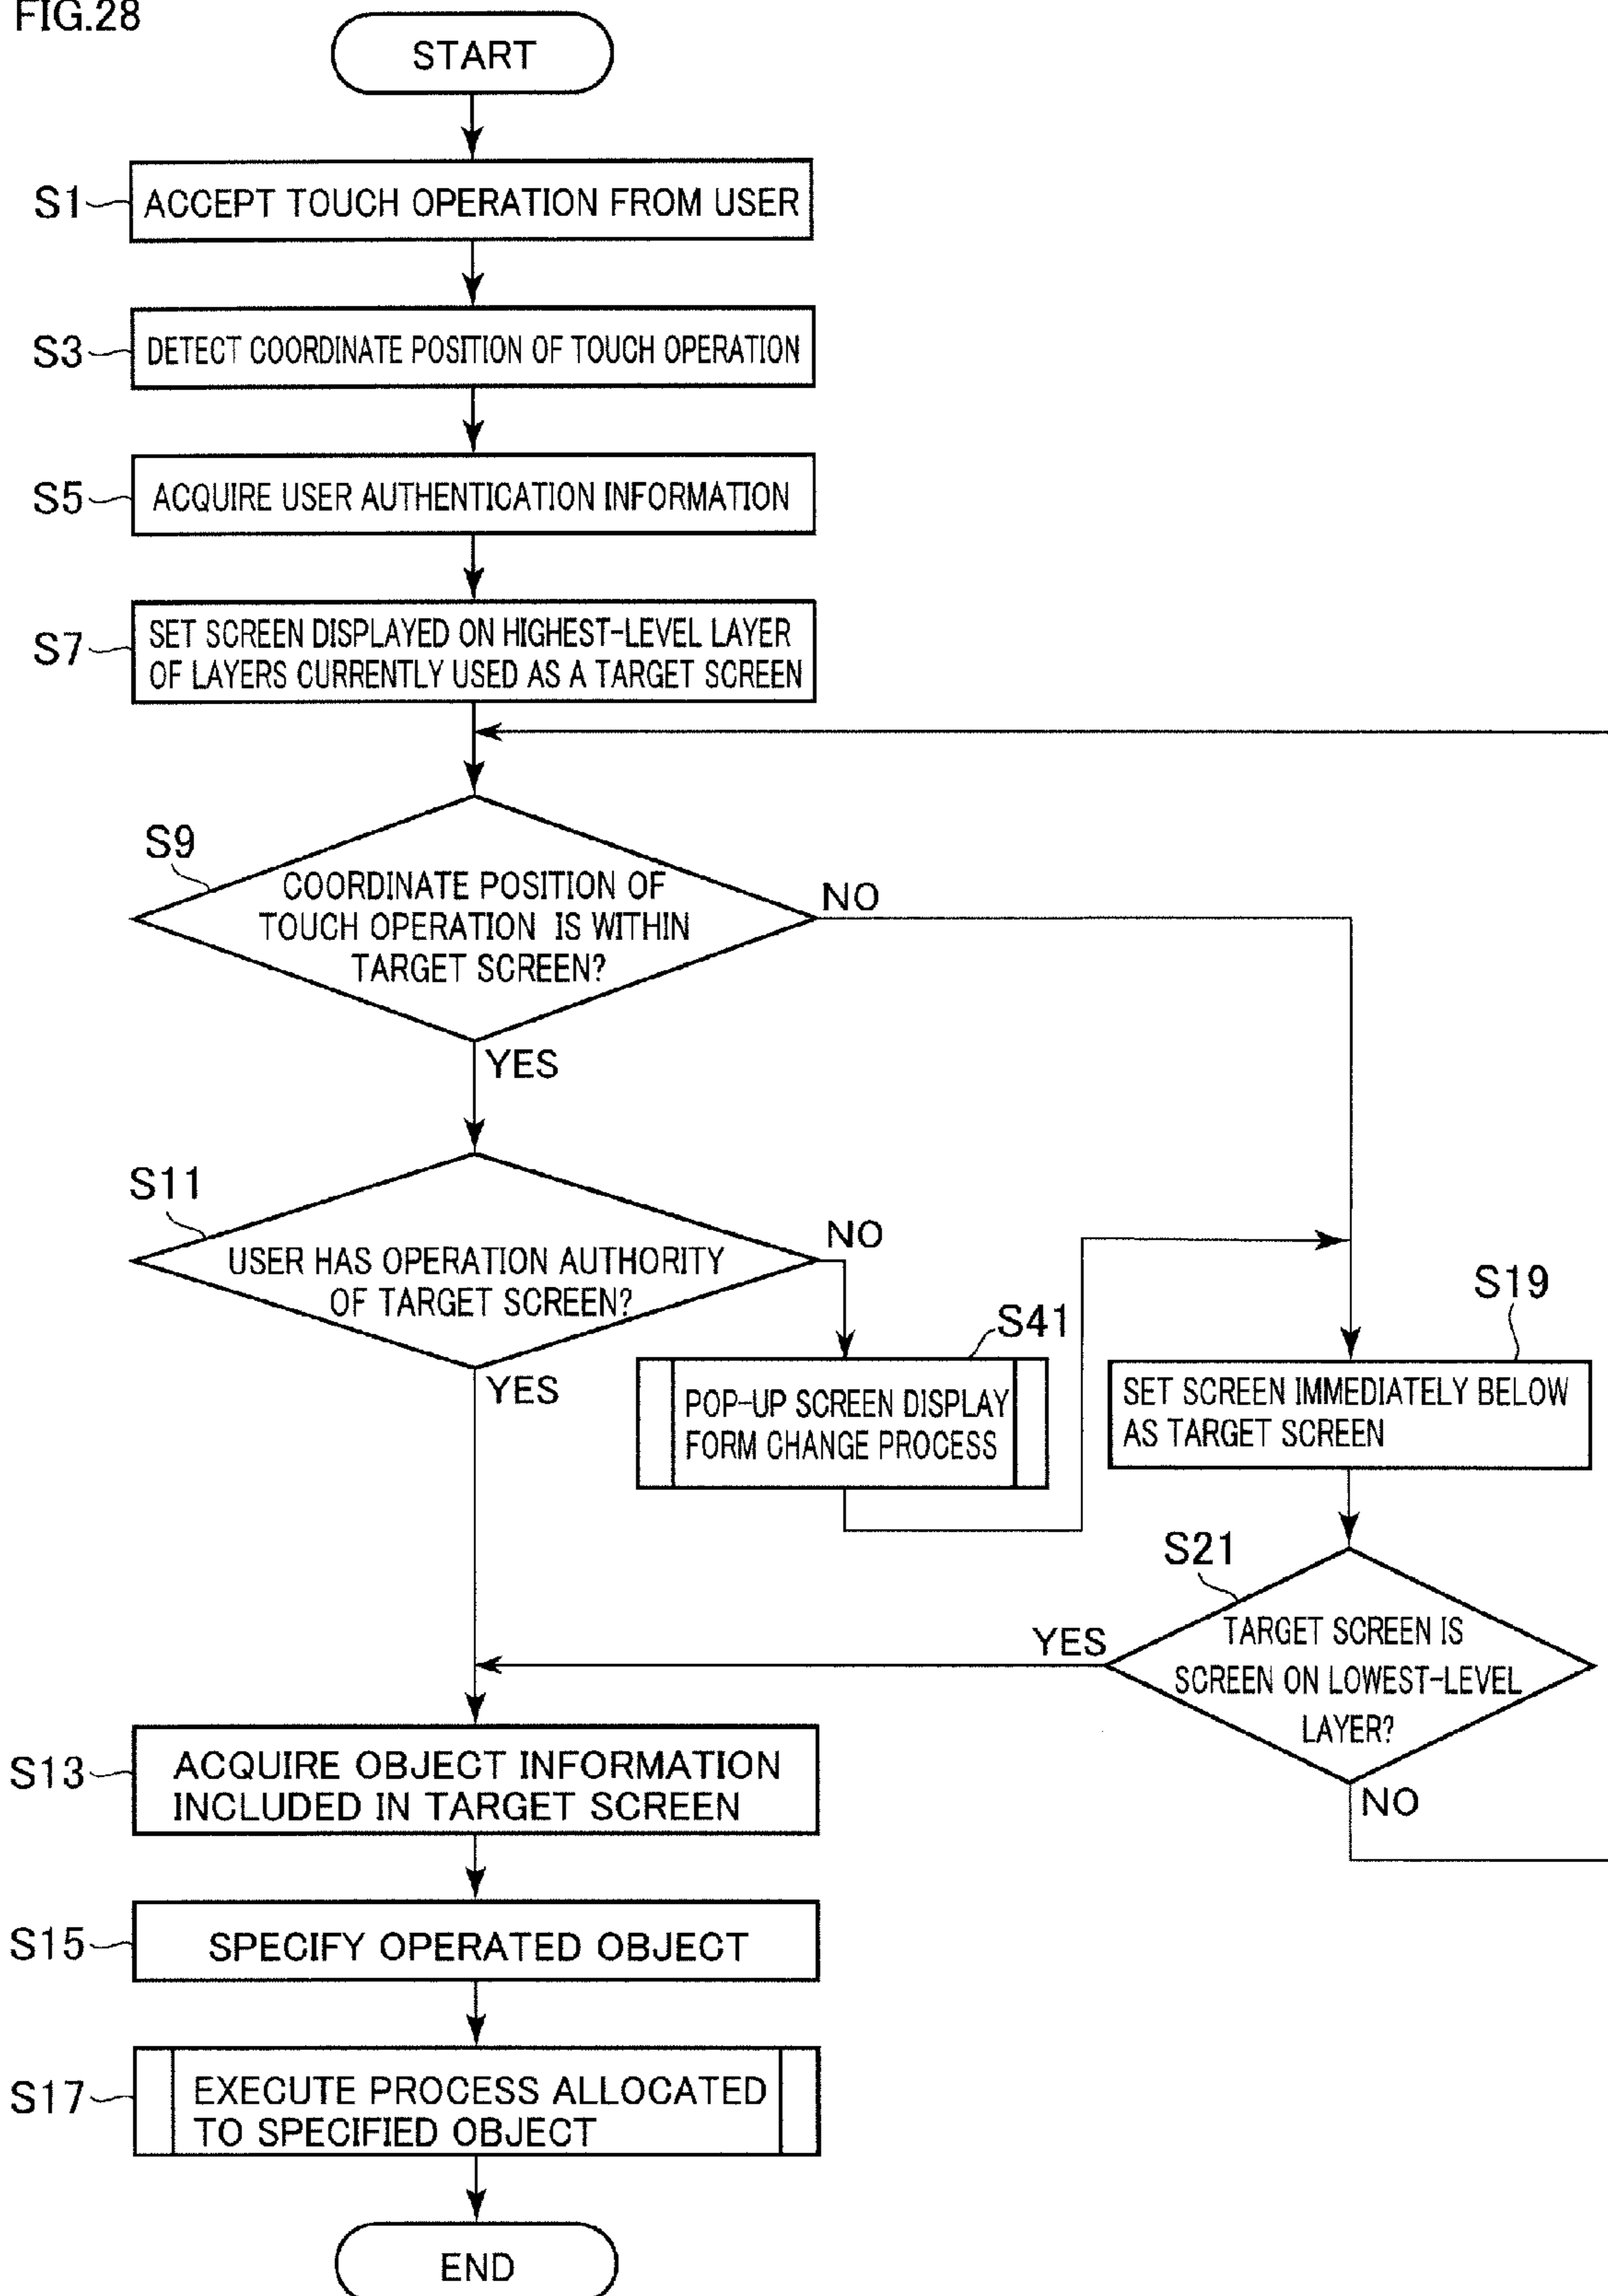 FIG.28
START
S1
ACCEPT TOUCH OPERATION FROM USER
S3
DETECT COORDINATE POSITION OF TOUCH OPERATION
S5
ACQUIRE USER AUTHENTICATION INFORMATION
S7
SET SCREEN DISPLAYED ON HIGHEST-LEVEL LAYER
OF LAYERS CURRENTLY USED AS A TARGET SCREEN
S9
COORDINATE POSITION OF
TOUCH OPERATION IS WITHIN
TARGET SCREEN?
NO
YES
S11
USER HAS OPERATION AUTHORITY
OF TARGET SCREEN?
NO
YES
S41
POP-UP SCREEN DISPLAY
FORM CHANGE PROCESS
S19
SET SCREEN IMMEDIATELY BELOW
AS TARGET SCREEN
S21
TARGET SCREEN IS
SCREEN ON LOWEST-LEVEL
LAYER?
YES
NO
S13
ACQUIRE OBJECT INFORMATION
INCLUDED IN TARGET SCREEN
S15
SPECIFY OPERATED OBJECT
S17
EXECUTE PROCESS ALLOCATED
TO SPECIFIED OBJECT
END